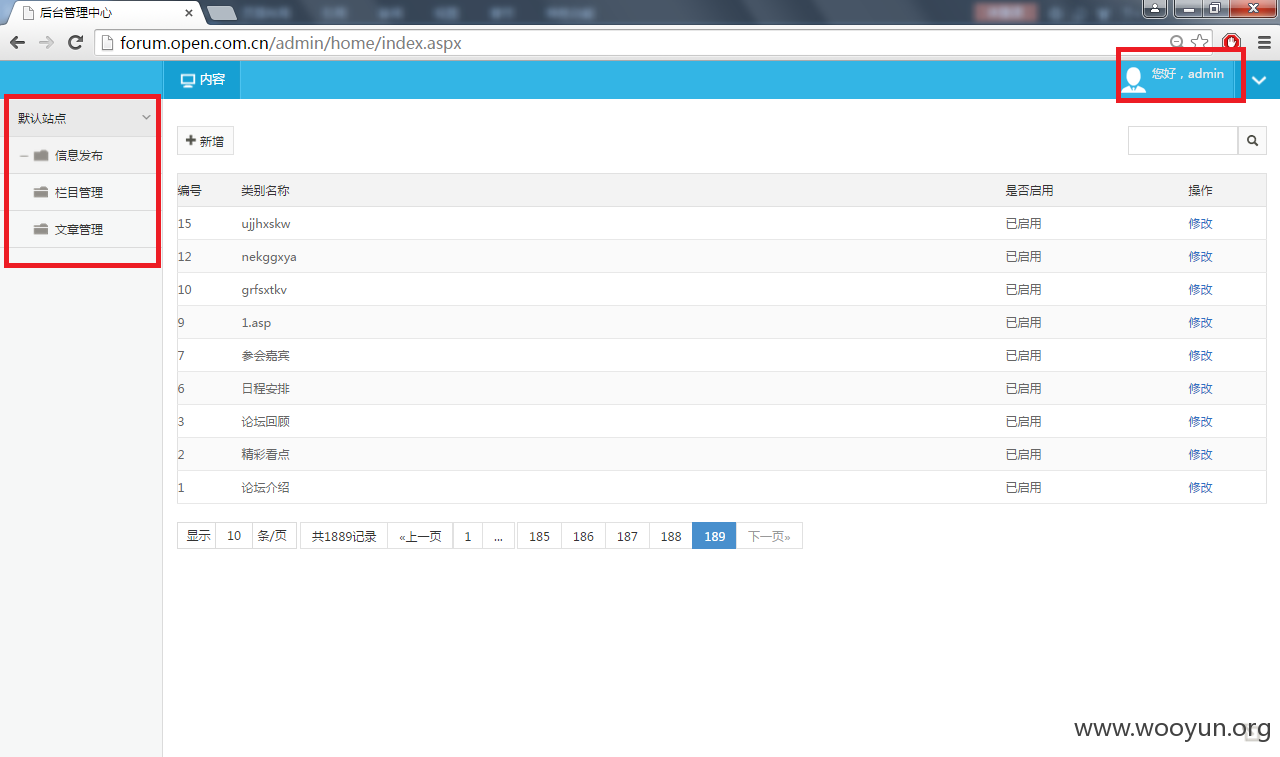 后台管理中心
forum.open.com.cn/admin/home/index.aspx
内容
您好，admin
默认站点
信息发布
栏目管理
文章管理
新增
编号 类别名称 是否启用 操作
15 ujjhxskw 已启用 修改
12 nekggxya 已启用 修改
10 grfsxtkv 已启用 修改
9 1.asp 已启用 修改
7 参会嘉宾 已启用 修改
6 日程安排 已启用 修改
3 论坛回顾 已启用 修改
2 精彩看点 已启用 修改
1 论坛介绍 已启用 修改
显示 10 条/页 共1889记录 «上一页 1 ... 185 186 187 188 189 下一页»
www.wooyun.org